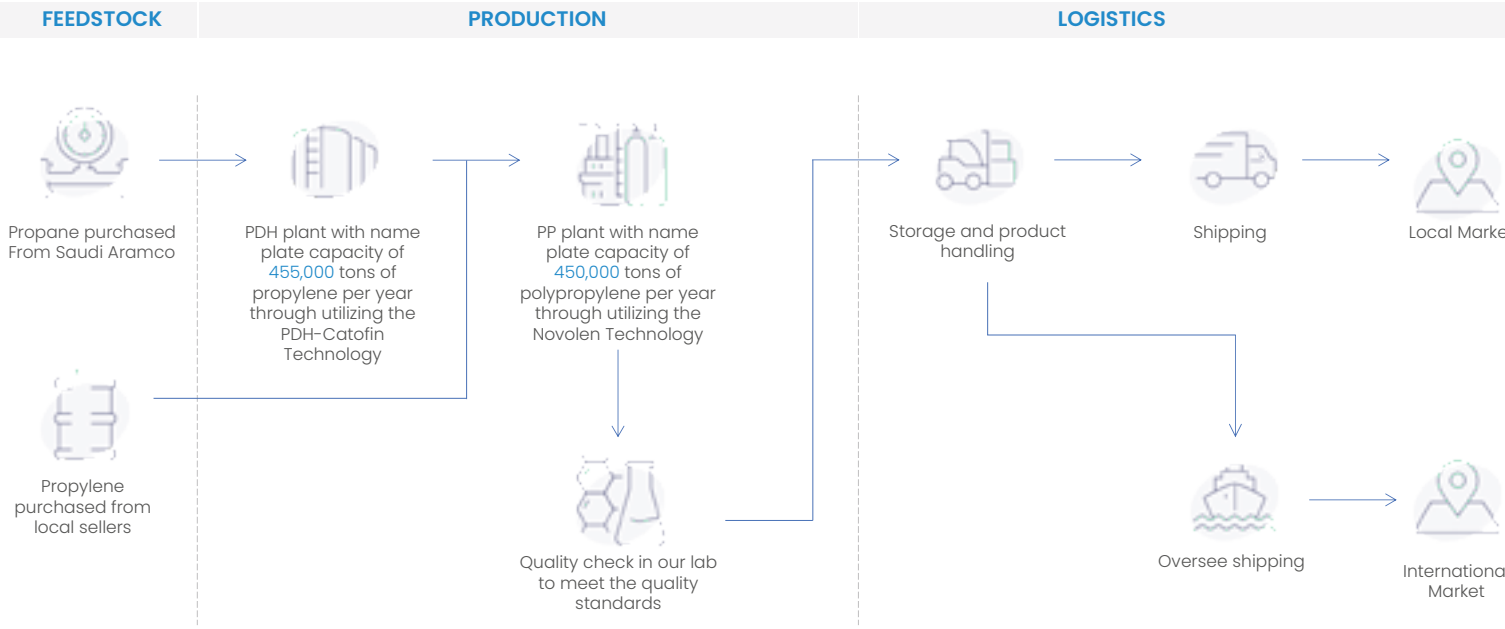 FEEDSTOCK
PRODUCTION
LOGISTICS
Propane purchased
From Saudi Aramco
PDH plant with name
plate capacity of
455,000 tons of
propylene per year
through utilizing the
PDH-Catofin
Technology
PP plant with name
plate capacity of
450,000 tons of
polypropylene per year
through utilizing the
Novolen Technology
Storage and product
handling
Shipping
Local Marke
Propylene
purchased from
local sellers
Quality check in our lab
to meet the quality
standards
Oversee shipping
Internationa
Market